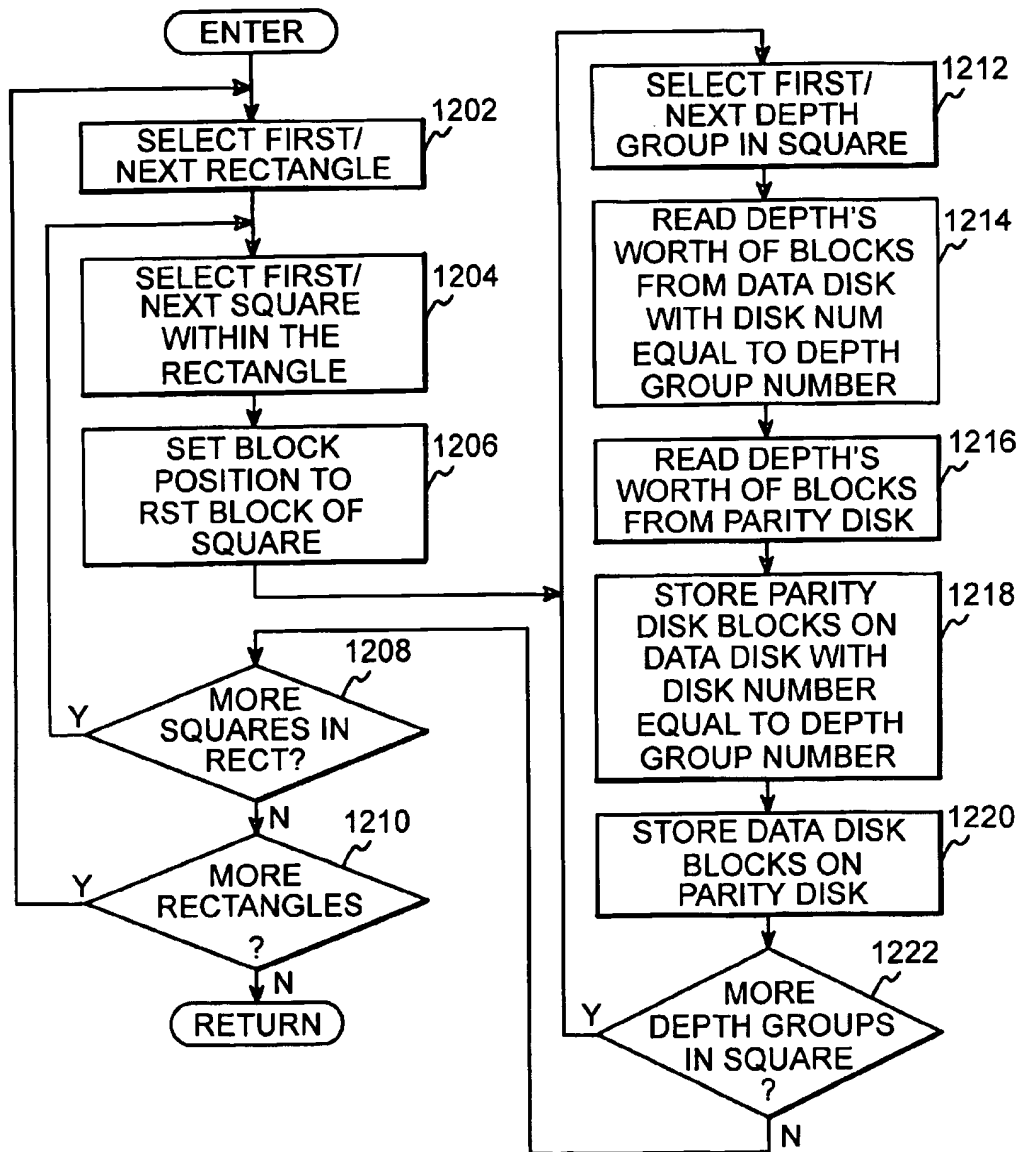 ENTER
1202
SELECT FIRST/
NEXT RECTANGLE
1204
SELECT FIRST/
NEXT SQUARE
WITHIN THE
RECTANGLE
1206
SET BLOCK
POSITION TO
RST BLOCK OF
SQUARE
1208
MORE
SQUARES IN
RECT?
Y
N
1210
MORE
RECTANGLES
?
Y
N
RETURN
1212
SELECT FIRST/
NEXT DEPTH
GROUP IN SQUARE
1214
READ DEPTH'S
WORTH OF BLOCKS
FROM DATA DISK
WITH DISK NUM
EQUAL TO DEPTH
GROUP NUMBER
1216
READ DEPTH'S
WORTH OF BLOCKS
FROM PARITY DISK
1218
STORE PARITY
DISK BLOCKS ON
DATA DISK WITH
DISK NUMBER
EQUAL TO DEPTH
GROUP NUMBER
1220
STORE DATA DISK
BLOCKS ON
PARITY DISK
1222
MORE
DEPTH GROUPS
IN SQUARE
?
Y
N